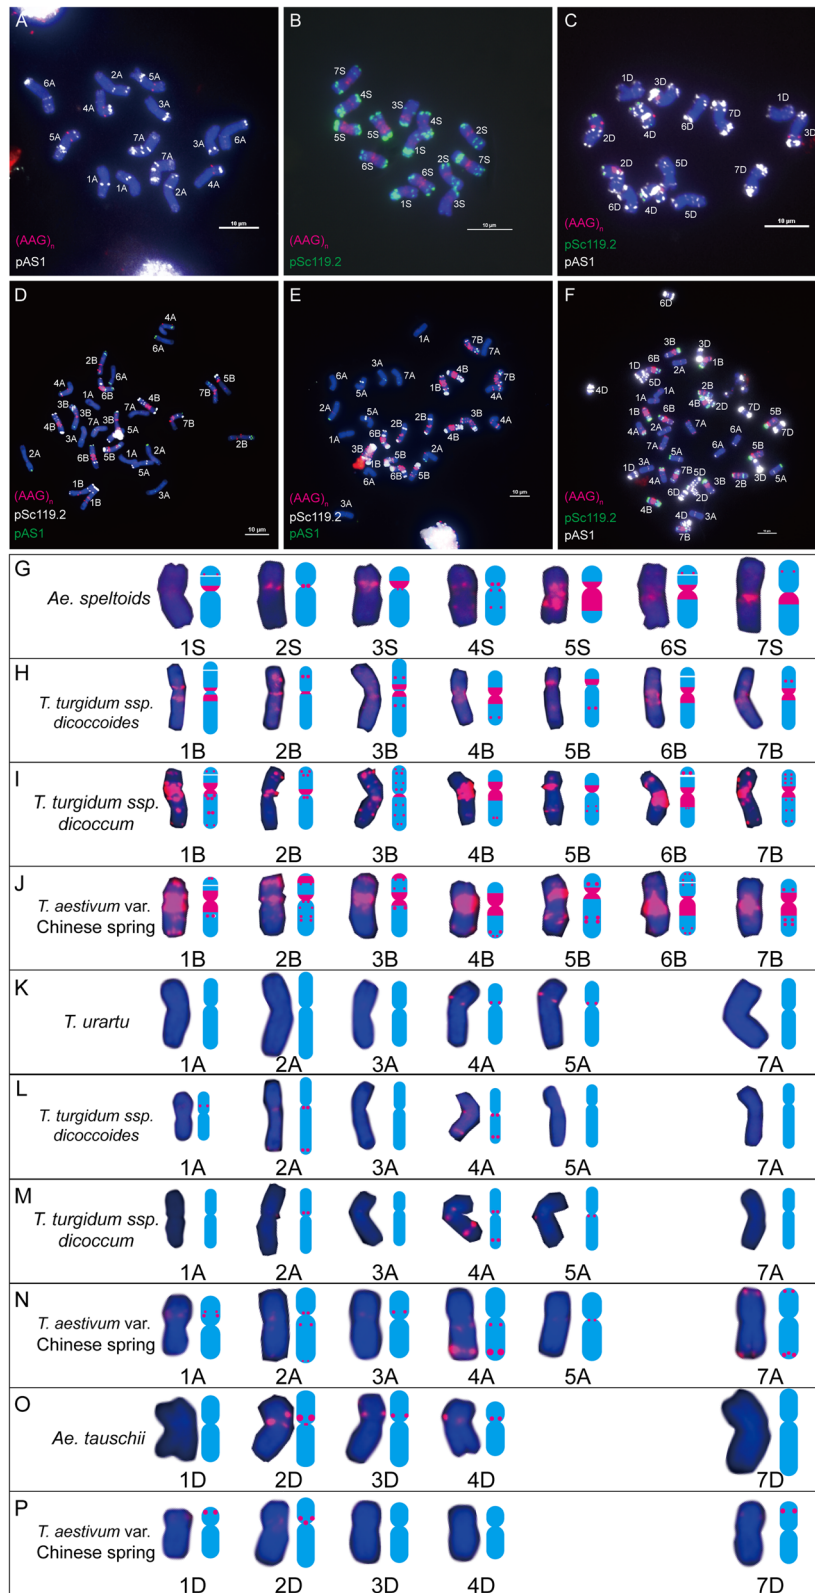 A
6A
2A
5A
4A
3A
5A
7A
3A
6A
7A
1A
1A
2A
4A
(AAG)n
pAS1
10 µm
B
7S
4S
3S
4S
5S
5S
2S
1S
6S
2S
7S
6S
1S
3S
(AAG)n
pSc119.2
10 µm
C
1D
3D
1D
7D
4D
6D
3D
2D
2D
5D
7D
6D
4D
5D
(AAG)n
pSc119.2
pAS1
10 µm
D
4A
6A
2B
6A
5B
4A
6B
7B
1A
4B
3B
3B
7A
4B
3B
7B
3A
7A
5A
2B
6B
5B
2A
1A
2A
5A
1B
3A
1B
(AAG)n
pSc119.2
pAS1
10 µm
E
1A
7B
7A
3A
4B
6A
7A
7B
5A
1B
4A
2A
5A
2B
2B
3B
4A
6B
4B
3B
1B
5B
2A
6A
6B
5B
3A
(AAG)n
pSc119.2
pAS1
10 µm
F
6D
3B
3D
6B
1B
1D
2A
5D
4D
1A
2B
1A
4B
2D
7D
1B
6B
5B
4A
2A
7A
7D
7A
6A
5A
6A
5B
1D
3A
5D
4A
7B
5A
6D
2D
3B
2B
4B
4D
3A
7B
(AAG)n
pSc119.2
pAS1
G
Ae. speltoids
1S 2S 3S 4S 5S 6S 7S
H
T. turgidum ssp.
dicoccoides
1B 2B 3B 4B 5B 6B 7B
I
T. turgidum ssp.
dicoccum
1B 2B 3B 4B 5B 6B 7B
J
T. aestivum var.
Chinese spring
1B 2B 3B 4B 5B 6B 7B
K
T. urartu
1A 2A 3A 4A 5A 7A
L
T. turgidum ssp.
dicoccoides
1A 2A 3A 4A 5A 7A
M
T. turgidum ssp.
dicoccum
1A 2A 3A 4A 5A 7A
N
T. aestivum var.
Chinese spring
1A 2A 3A 4A 5A 7A
O
Ae. tauschii
1D 2D 3D 4D 7D
P
T. aestivum var.
Chinese spring
1D 2D 3D 4D 7D